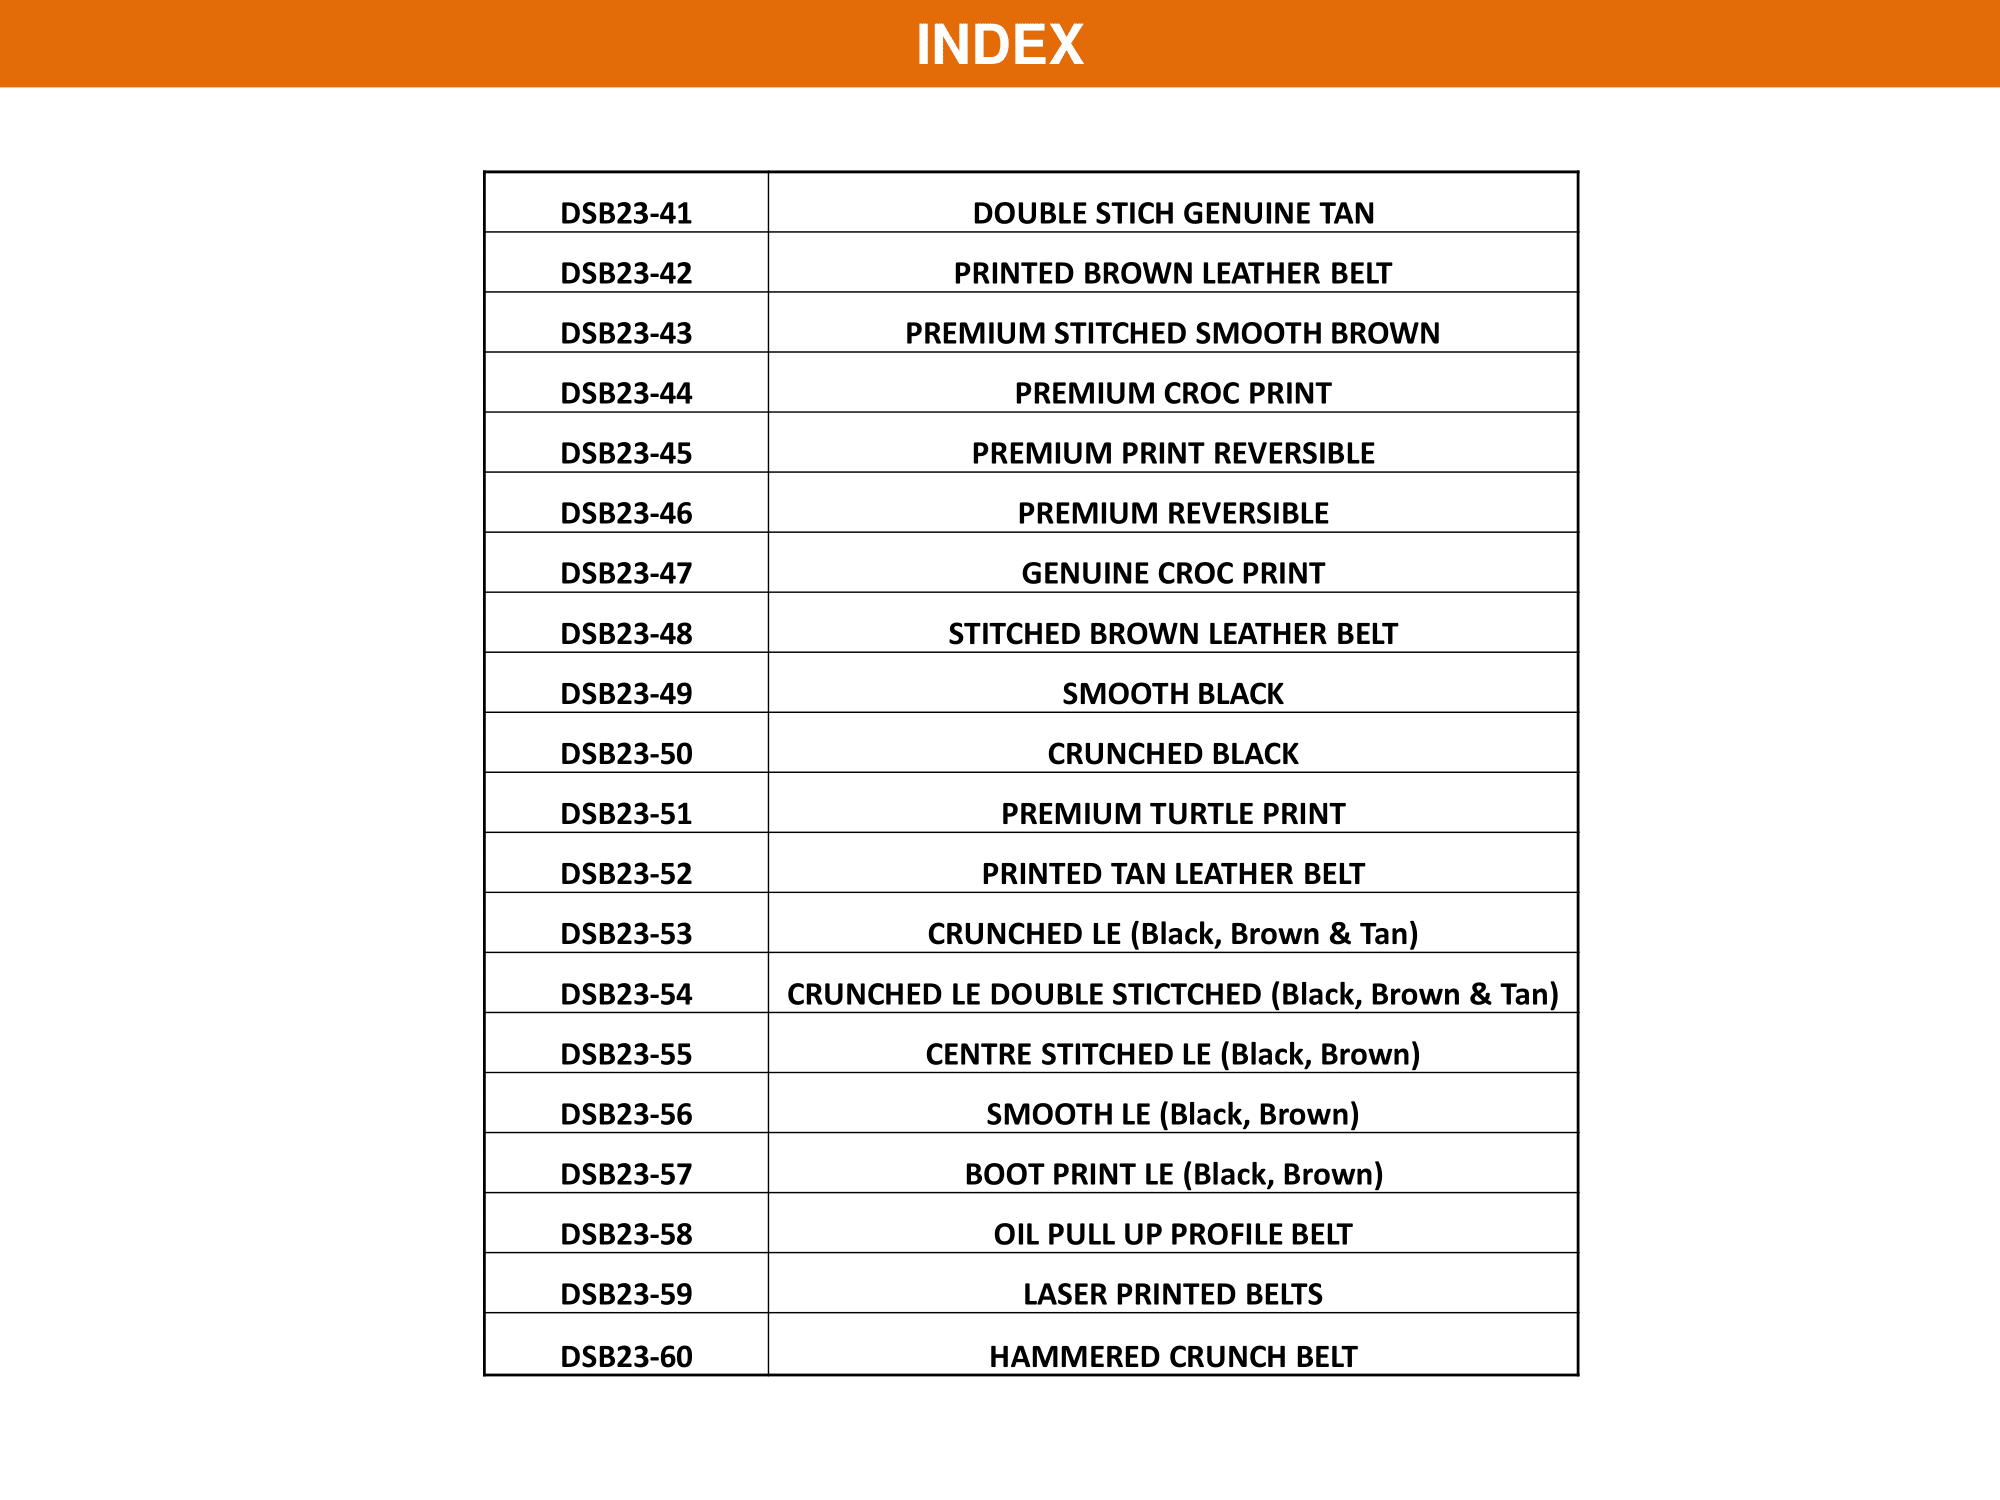 INDEX
DSB23-41 DOUBLE STICH GENUINE TAN
DSB23-42 PRINTED BROWN LEATHER BELT
DSB23-43 PREMIUM STITCHED SMOOTH BROWN
DSB23-44 PREMIUM CROC PRINT
DSB23-45 PREMIUM PRINT REVERSIBLE
DSB23-46 PREMIUM REVERSIBLE
DSB23-47 GENUINE CROC PRINT
DSB23-48 STITCHED BROWN LEATHER BELT
DSB23-49 SMOOTH BLACK
DSB23-50 CRUNCHED BLACK
DSB23-51 PREMIUM TURTLE PRINT
DSB23-52 PRINTED TAN LEATHER BELT
DSB23-53 CRUNCHED LE (Black, Brown & Tan)
DSB23-54 CRUNCHED LE DOUBLE STICTCHED (Black, Brown & Tan)
DSB23-55 CENTRE STITCHED LE (Black, Brown)
DSB23-56 SMOOTH LE (Black, Brown)
DSB23-57 BOOT PRINT LE (Black, Brown)
DSB23-58 OIL PULL UP PROFILE BELT
DSB23-59 LASER PRINTED BELTS
DSB23-60 HAMMERED CRUNCH BELT